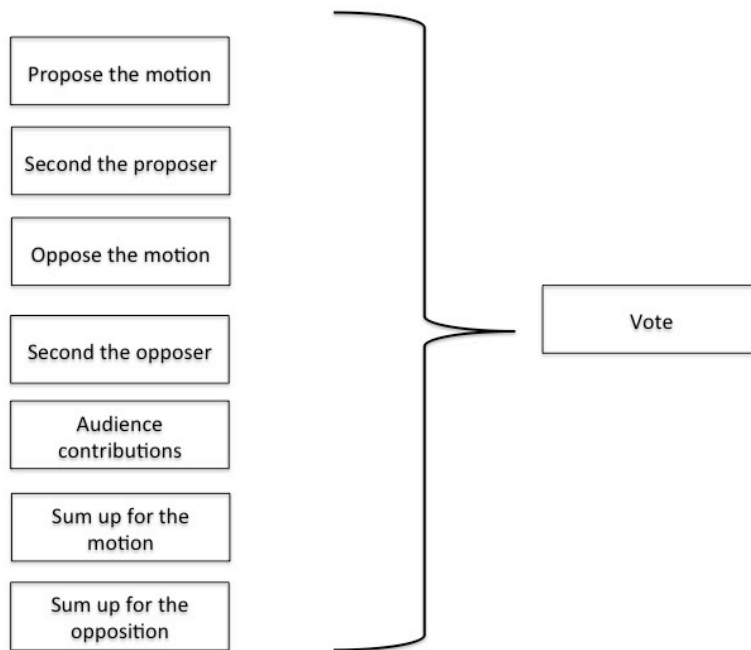 Propose the motion
Second the proposer
Oppose the motion
Second the opposer
Audience
contributions
Sum up for the
motion
Sum up for the
opposition
Vote